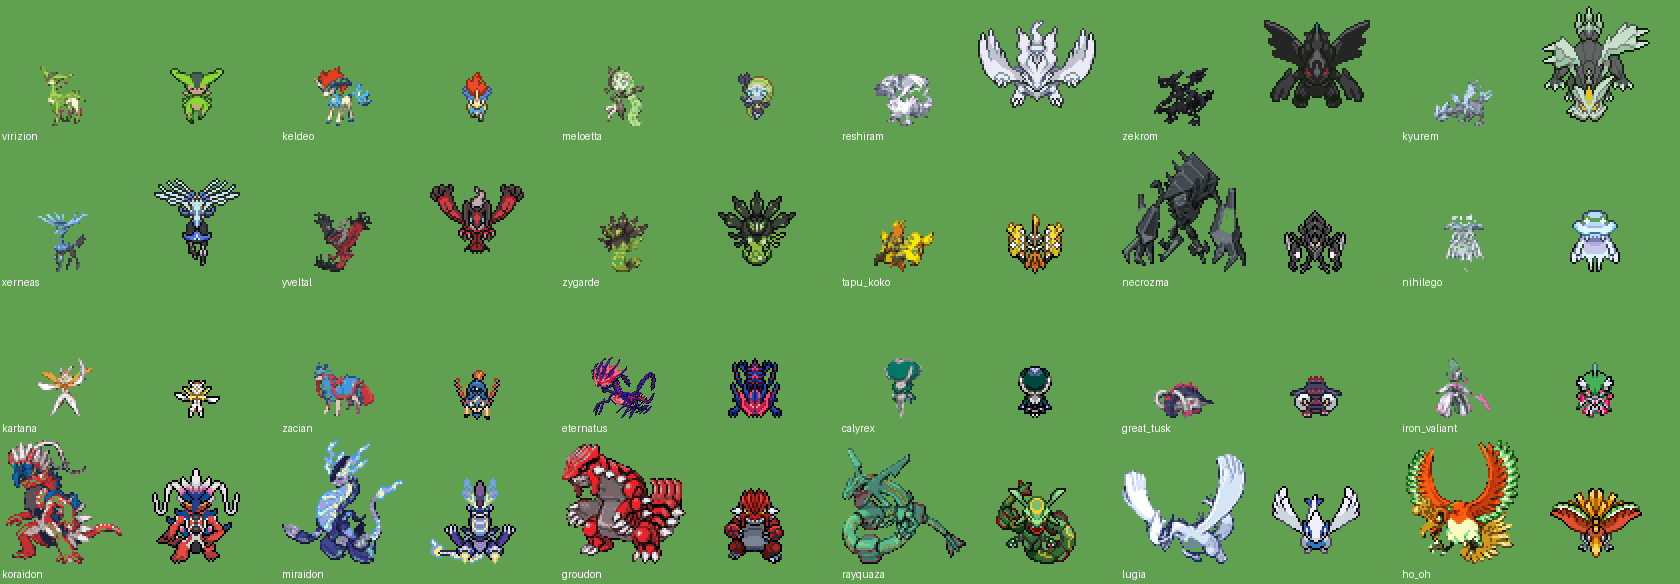 virizion keldeo meloetta reshiram zekrom kyurem
xerneas yveltal zygarde tapu_koko necrozma nihilego
kartana zacian eternatus calyrex great_tusk iron_valiant
koraidon miraidon groudon rayquaza lugia ho_oh